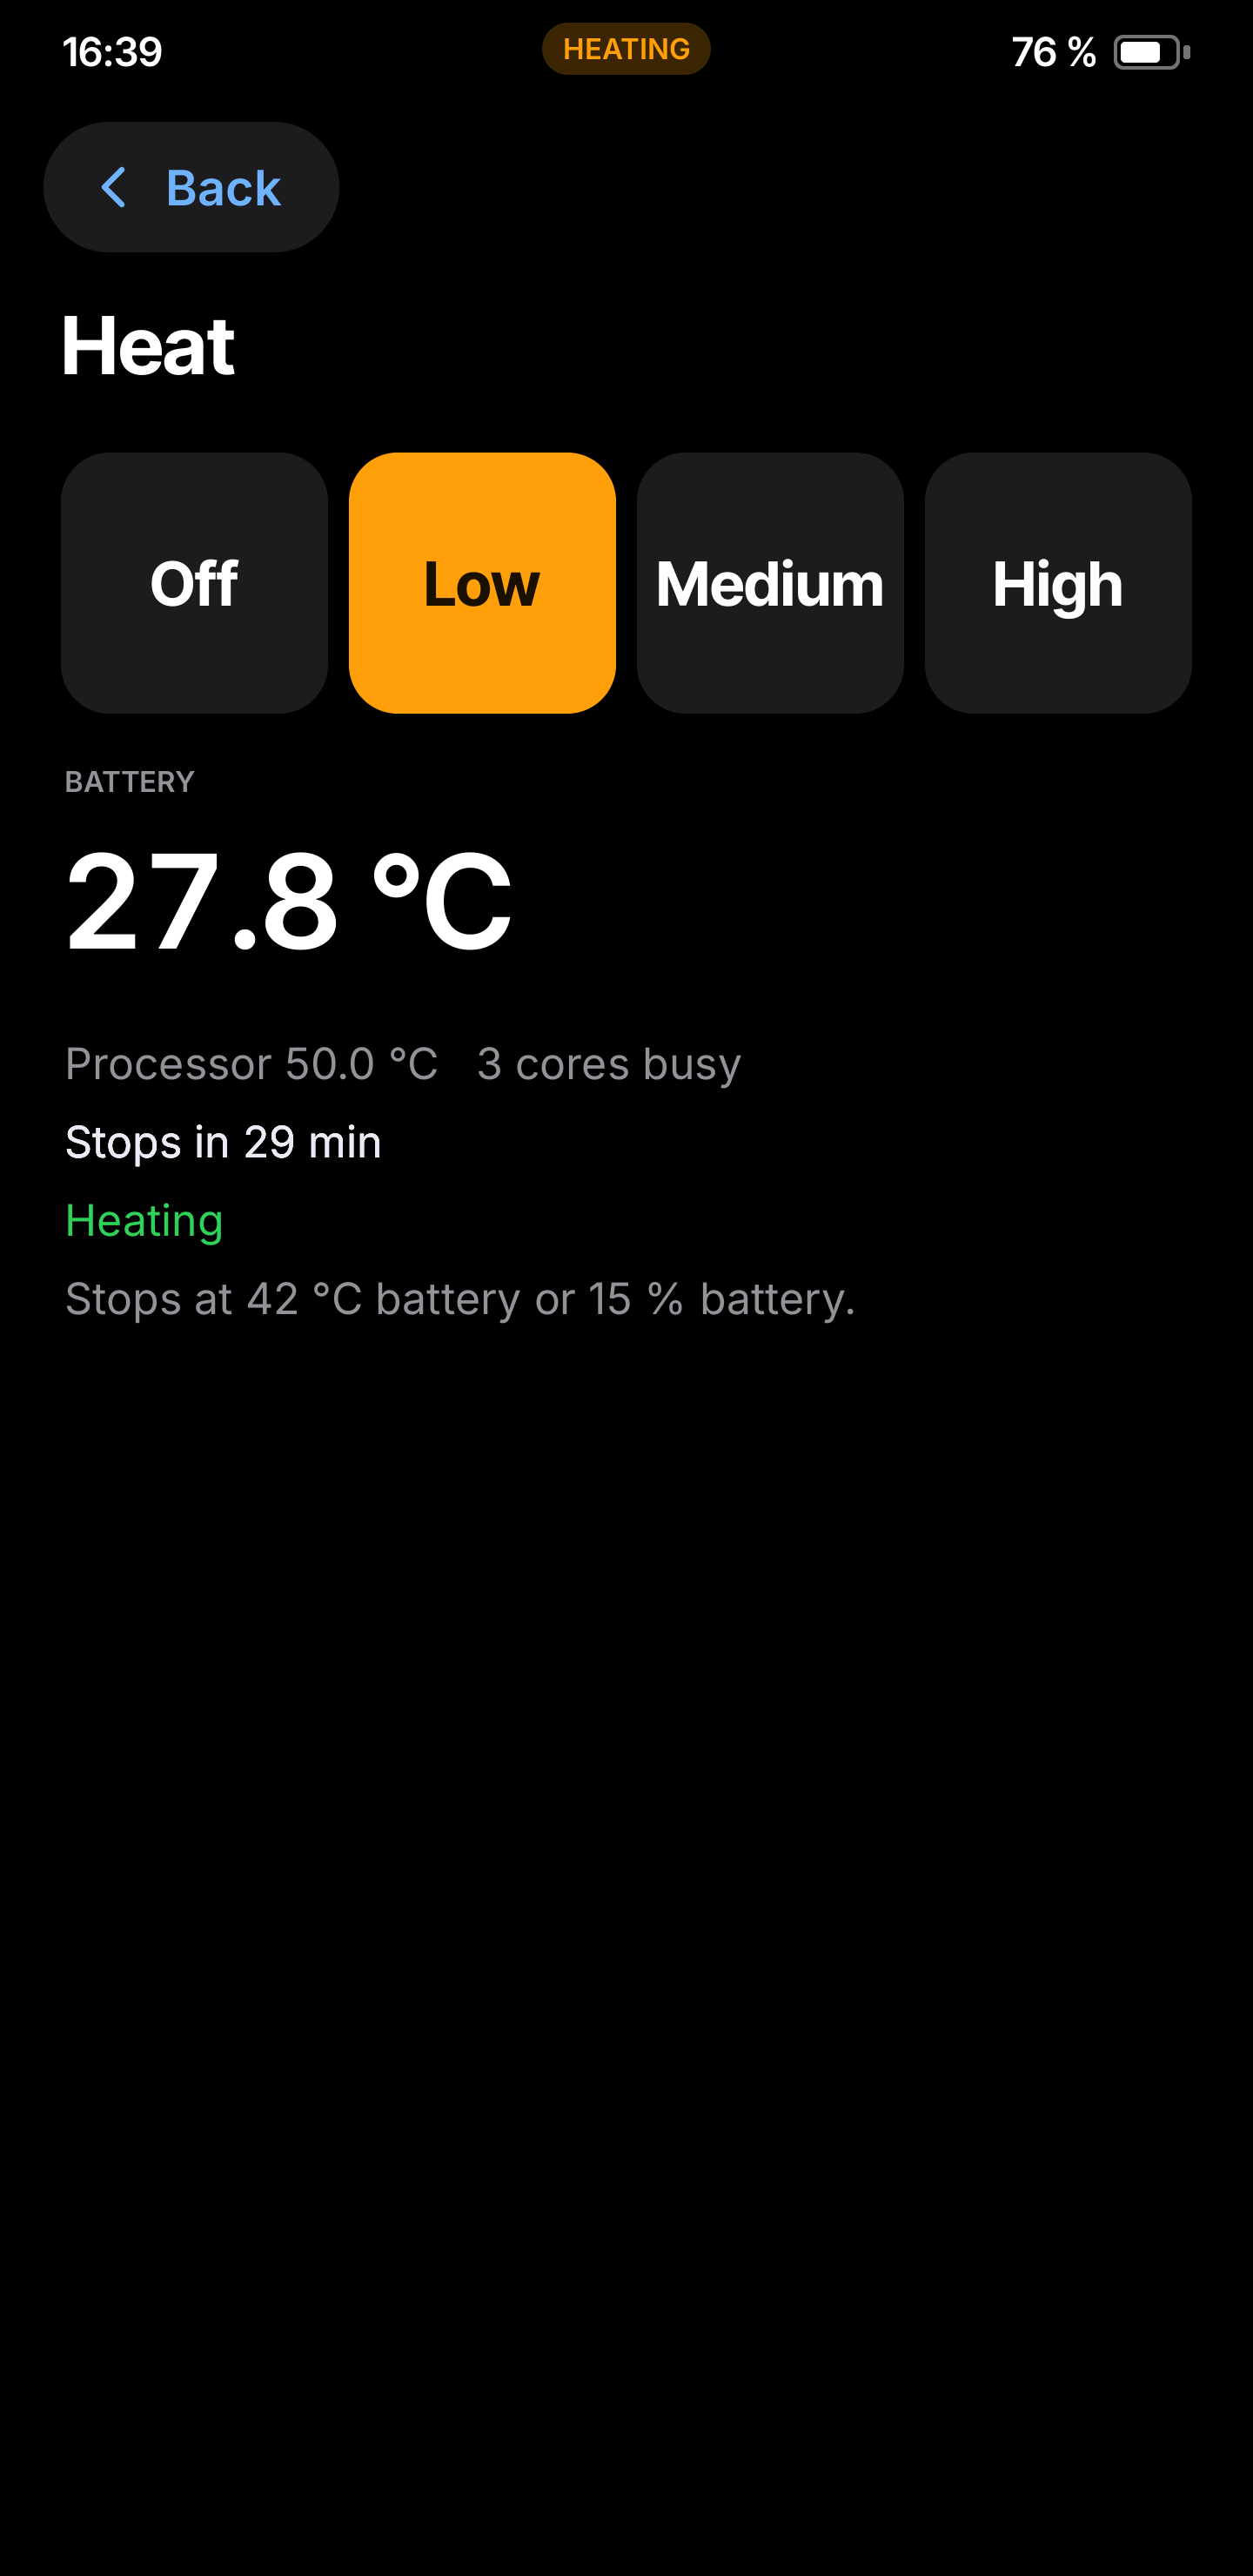 16:39 HEATING 76 %
Back
Heat
Off Low Medium High
BATTERY
27.8 °C
Processor 50.0 °C 3 cores busy
Stops in 29 min
Heating
Stops at 42 °C battery or 15 % battery.